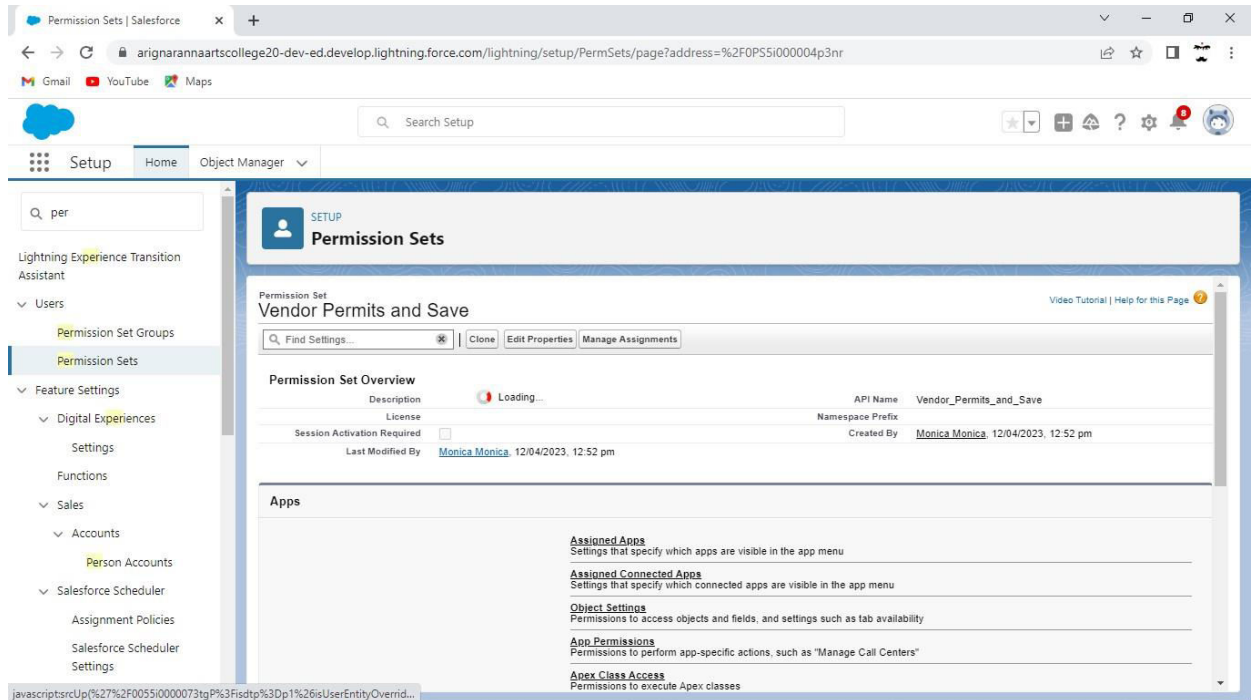 Permission Sets | Salesforce
arignarannaartscollege20-dev-ed.develop.lightning.force.com/lightning/setup/PermSets/page?address=%2F0PS5i000004p3nr
Gmail YouTube Maps
Search Setup
8
Setup Home Object Manager
per
Lightning Experience Transition
Assistant
Users
Permission Set Groups
Permission Sets
Feature Settings
Digital Experiences
Settings
Functions
Sales
Accounts
Person Accounts
Salesforce Scheduler
Assignment Policies
Salesforce Scheduler
Settings
SETUP
Permission Sets
Permission Set
Vendor Permits and Save
Video Tutorial | Help for this Page
Find Settings... | Clone Edit Properties Manage Assignments
Permission Set Overview
Description Loading... API Name Vendor_Permits_and_Save
License Namespace Prefix
Session Activation Required Created By Monica Monica, 12/04/2023, 12:52 pm
Last Modified By Monica Monica, 12/04/2023, 12:52 pm
Apps
Assigned Apps
Settings that specify which apps are visible in the app menu
Assigned Connected Apps
Settings that specify which connected apps are visible in the app menu
Object Settings
Permissions to access objects and fields, and settings such as tab availability
App Permissions
Permissions to perform app-specific actions, such as "Manage Call Centers"
Apex Class Access
Permissions to execute Apex classes
javascript:srcUp(%27%2F0055i0000073tgP%3Fisdtp%3Dp1%26isUserEntityOverrid...